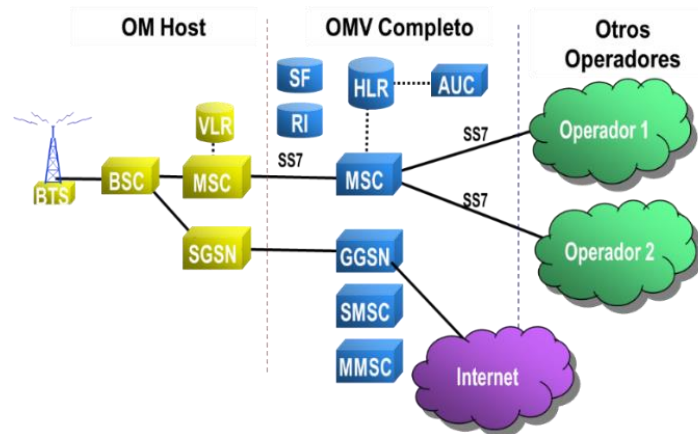 OM Host
OMV Completo
Otros
Operadores
SF
HLR
AUC
RI
VLR
SS7
Operador 1
BTS
BSC
MSC
SS7
MSC
SS7
Operador 2
SGSN
GGSN
SMSC
MMSC
Internet